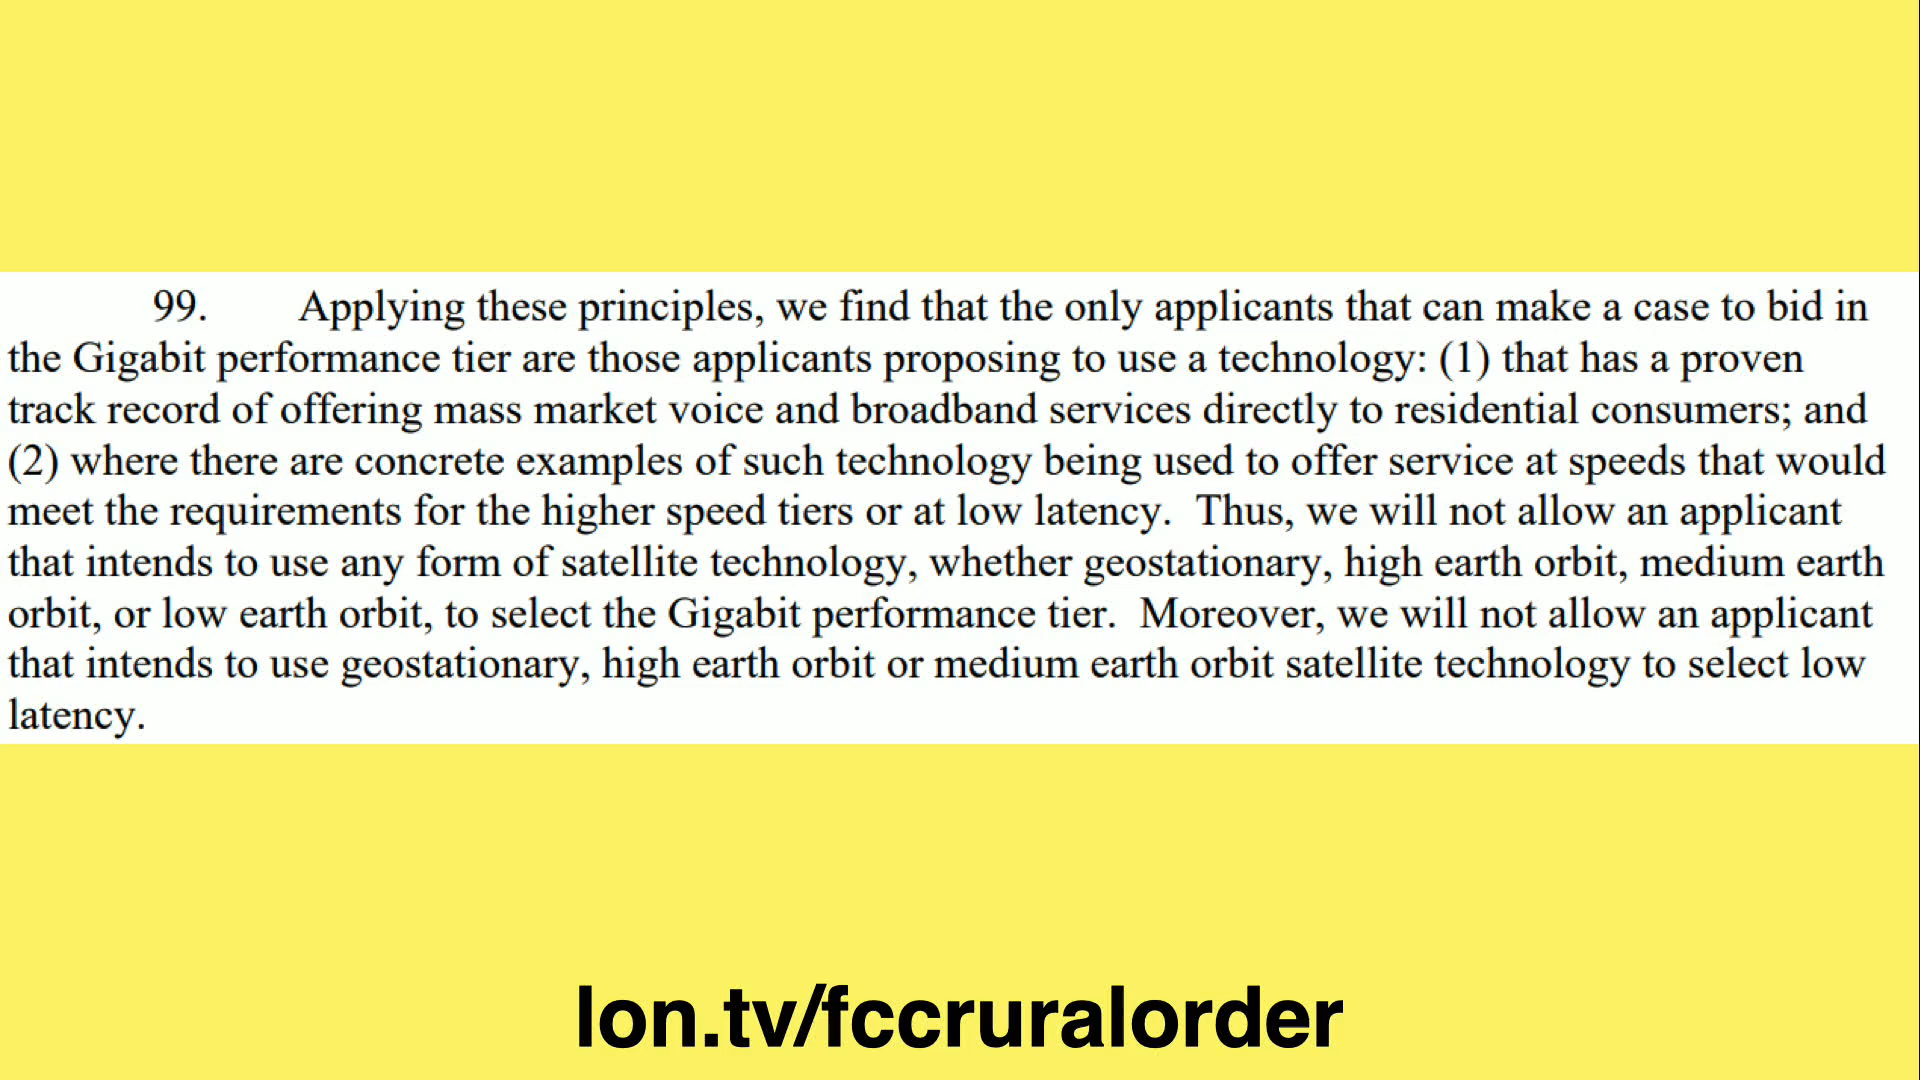 99. Applying these principles, we find that the only applicants that can make a case to bid in
the Gigabit performance tier are those applicants proposing to use a technology: (1) that has a proven
track record of offering mass market voice and broadband services directly to residential consumers; and
(2) where there are concrete examples of such technology being used to offer service at speeds that would
meet the requirements for the higher speed tiers or at low latency.  Thus, we will not allow an applicant
that intends to use any form of satellite technology, whether geostationary, high earth orbit, medium earth
orbit, or low earth orbit, to select the Gigabit performance tier.  Moreover, we will not allow an applicant
that intends to use geostationary, high earth orbit or medium earth orbit satellite technology to select low
latency.
lon.tv/fccruralorder